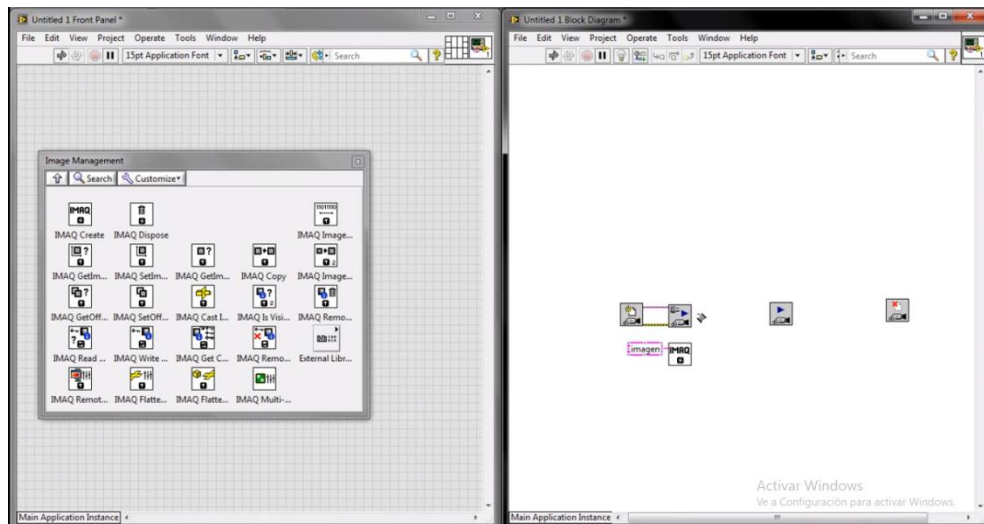 Untitled 1 Front Panel *
File Edit View Project Operate Tools Window Help
15pt Application Font
Search
Image Management
Search Customize
IMAQ Create IMAQ Dispose IMAQ Image...
IMAQ GetIm... IMAQ SetIm... IMAQ GetIm... IMAQ Copy IMAQ Image...
IMAQ GetOff... IMAQ SetOff... IMAQ Cast I... IMAQ Is Visi... IMAQ Remo...
IMAQ Read ... IMAQ Write ... IMAQ Get C... IMAQ Remo... External Libr...
IMAQ Remot... IMAQ Flatte... IMAQ Flatte... IMAQ Multi-...
Main Application Instance
Untitled 1 Block Diagram *
File Edit View Project Operate Tools Window Help
15pt Application Font
Search
imagen IMAQ
Activar Windows
Ve a Configuración para activar Windows.
Main Application Instance